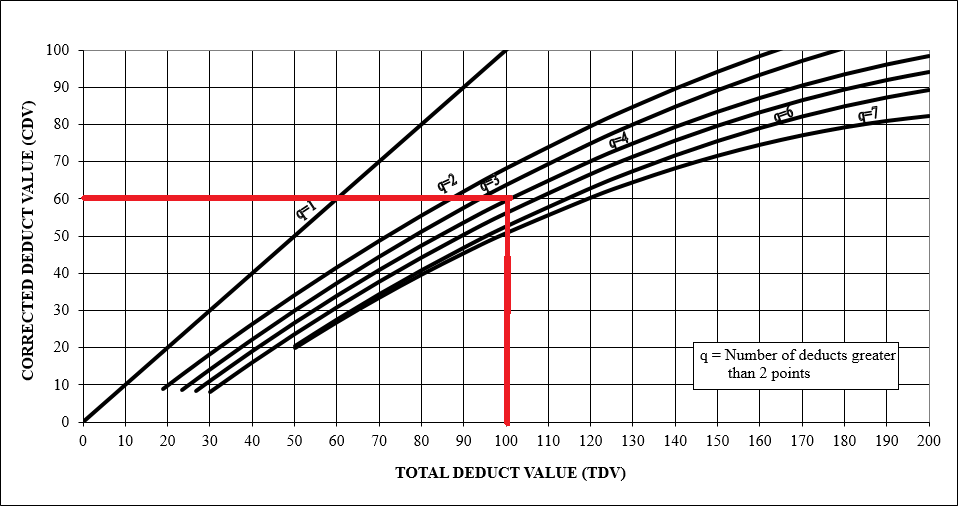 100
90
80
70
60
50
40
30
20
10
0
CORRECTED DEDUCT VALUE (CDV)
q=1
q=2
q=3
q=4
q=6
q=7
q = Number of deducts greater
than 2 points
0 10 20 30 40 50 60 70 80 90 100 110 120 130 140 150 160 170 180 190 200
TOTAL DEDUCT VALUE (TDV)